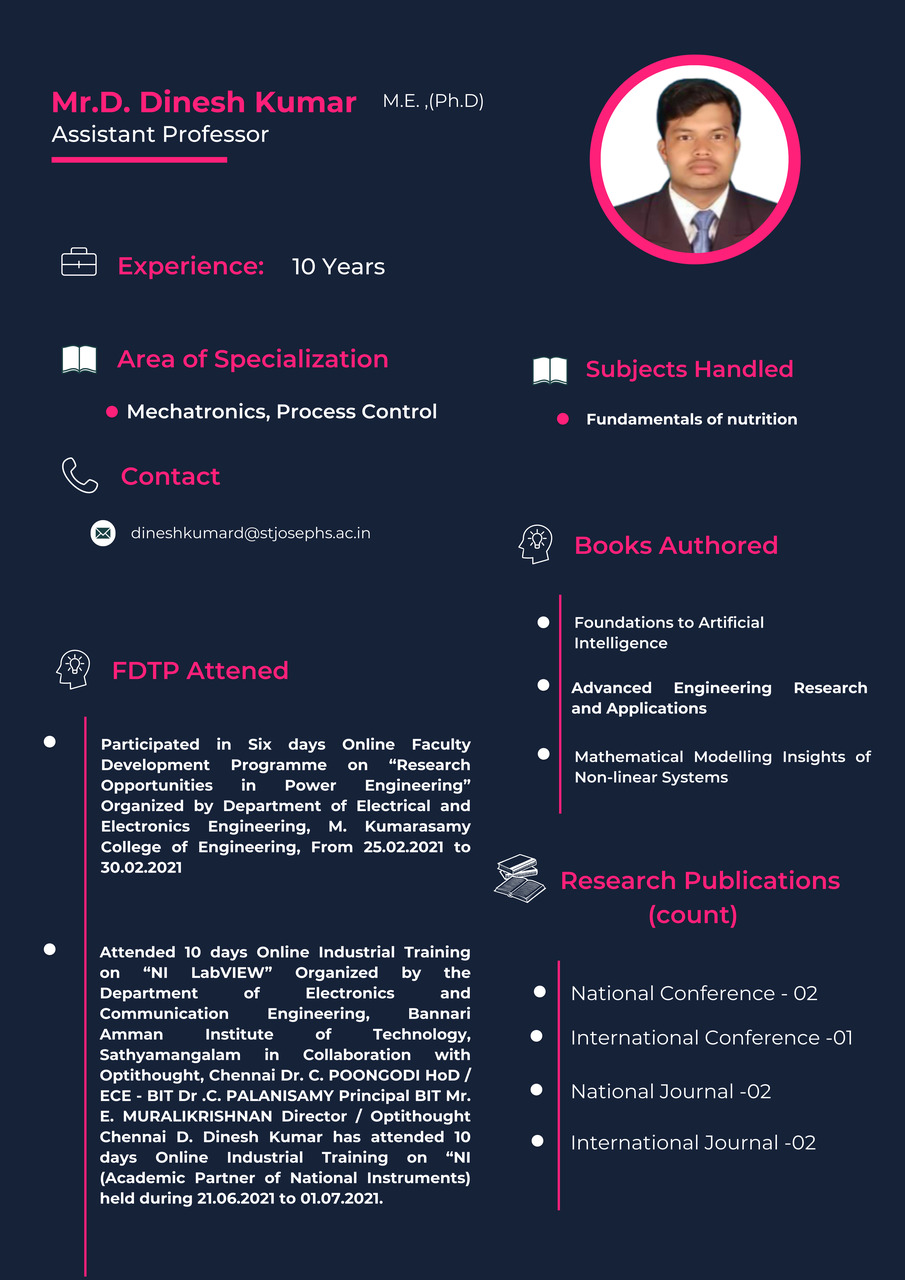 Mr.D. Dinesh Kumar M.E. ,(Ph.D)
Assistant Professor
Experience: 10 Years
Area of Specialization
Mechatronics, Process Control
Contact
dineshkumard@stjosephs.ac.in
FDTP Attened
Participated in Six days Online Faculty
Development Programme on “Research
Opportunities in Power Engineering”
Organized by Department of Electrical and
Electronics Engineering, M. Kumarasamy
College of Engineering, From 25.02.2021 to
30.02.2021
Attended 10 days Online Industrial Training
on “NI LabVIEW” Organized by the
Department of Electronics and
Communication Engineering, Bannari
Amman Institute of Technology,
Sathyamangalam in Collaboration with
Optithought, Chennai Dr. C. POONGODI HoD /
ECE - BIT Dr .C. PALANISAMY Principal BIT Mr.
E. MURALIKRISHNAN Director / Optithought
Chennai D. Dinesh Kumar has attended 10
days Online Industrial Training on “NI
(Academic Partner of National Instruments)
held during 21.06.2021 to 01.07.2021.
Subjects Handled
Fundamentals of nutrition
Books Authored
Foundations to Artificial
Intelligence
Advanced Engineering Research
and Applications
Mathematical Modelling Insights of
Non-linear Systems
Research Publications
(count)
National Conference - 02
International Conference -01
National Journal -02
International Journal -02